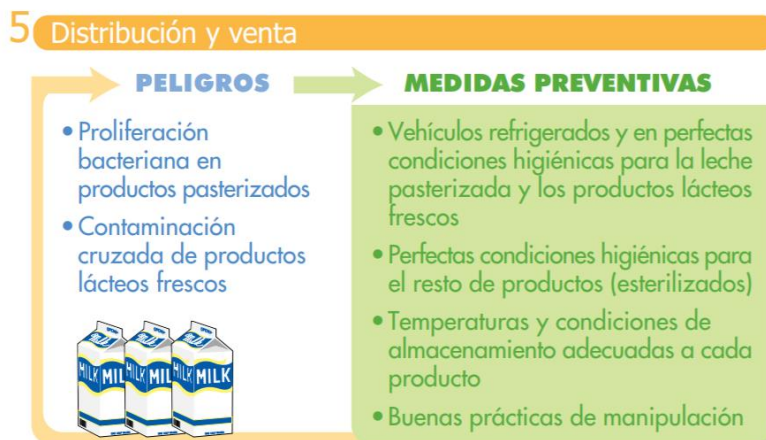 5 Distribución y venta
PELIGROS
• Proliferación
bacteriana en
productos pasterizados
• Contaminación
cruzada de productos
lácteos frescos
MILK MILK MILK
MEDIDAS PREVENTIVAS
• Vehículos refrigerados y en perfectas
condiciones higiénicas para la leche
pasterizada y los productos lácteos
frescos
• Perfectas condiciones higiénicas para
el resto de productos (esterilizados)
• Temperaturas y condiciones de
almacenamiento adecuadas a cada
producto
• Buenas prácticas de manipulación